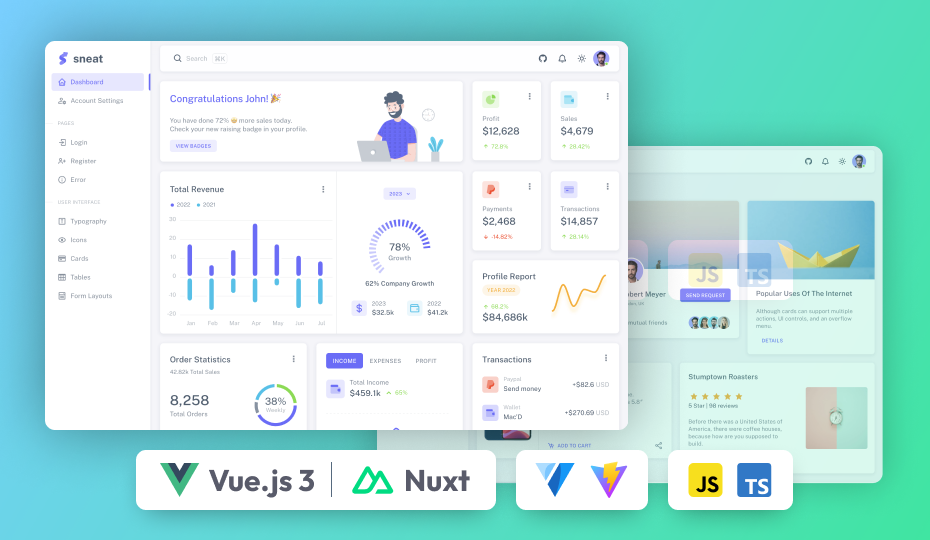 sneat
Dashboard
Account Settings
PAGES
Login
Register
Error
USER INTERFACE
Typography
Icons
Cards
Tables
Form Layouts
Search ⌘K
Congratulations John! 🎉
You have done 72% 🤩 more sales today.
Check your new raising badge in your profile.
VIEW BADGES
Profit
$12,628
72.8%
Sales
$4,679
28.42%
Total Revenue
2022 2021
30
20
10
0
-10
-20
Jan Feb Mar Apr May Jun Jul
2023
78%
Growth
62% Company Growth
2023
$32.5k
2022
$41.2k
Payments
$2,468
-14.82%
Transactions
$14,857
28.14%
Profile Report
YEAR 2022
68.2%
$84,686k
Order Statistics
42.82k Total Sales
8,258
Total Orders
38%
Weekly
INCOME EXPENSES PROFIT
Total Income
$459.1k
65%
Transactions
Paypal
Send money
+$82.6 USD
Wallet
Mac'D
+$270.69 USD
JS TS
bert Meyer
SEND REQUEST
mutual friends
Popular Uses Of The Internet
Although cards can support multiple
actions, UI controls, and an overflow
menu.
DETAILS
5.8"
ADD TO CART
Stumptown Roasters
5 Star | 98 reviews
Before there was a United States of
America, there were coffee houses,
because how are you supposed to
build.
Vue.js 3
Nuxt
JS
TS